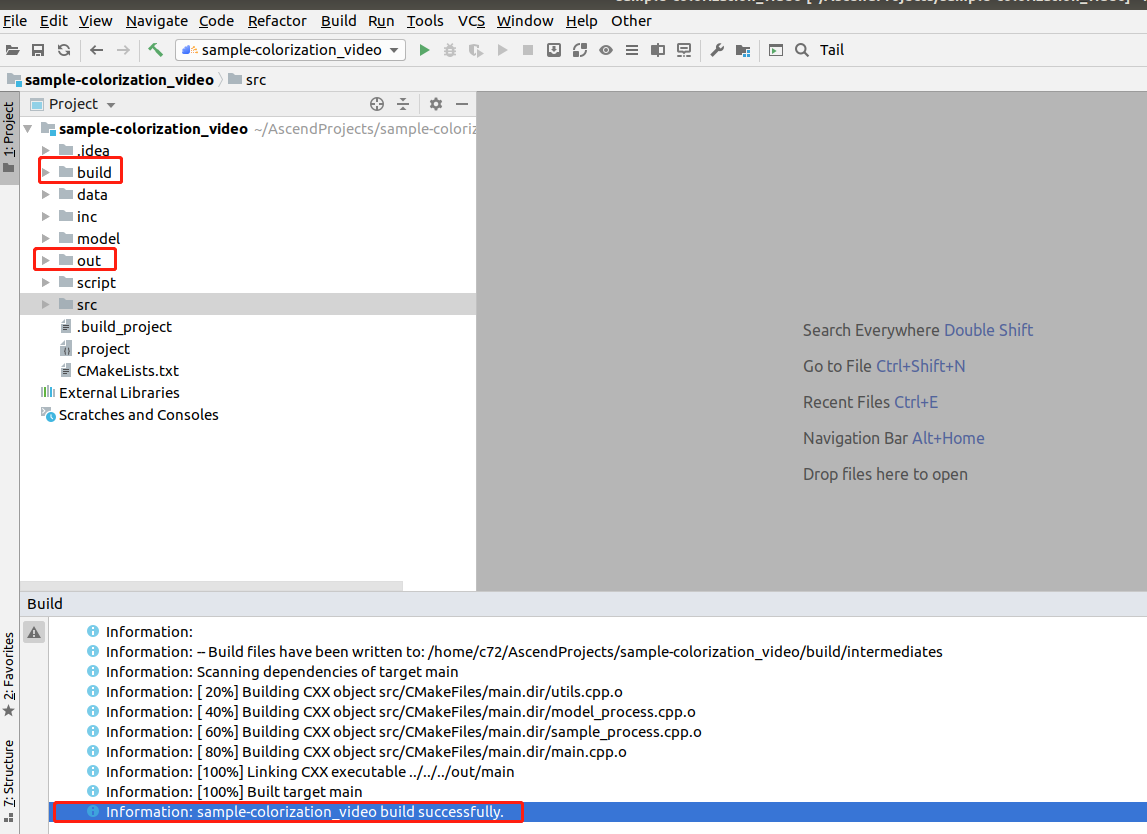 File Edit View Navigate Code Refactor Build Run Tools VCS Window Help Other
sample-colorization_video Tail
sample-colorization_video src
1: Project
Project
sample-colorization_video ~/AscendProjects/sample-coloriz
.idea
build
data
inc
model
out
script
src
.build_project
.project
CMakeLists.txt
External Libraries
Scratches and Consoles
Search Everywhere Double Shift
Go to File Ctrl+Shift+N
Recent Files Ctrl+E
Navigation Bar Alt+Home
Drop files here to open
Build
2: Favorites
7: Structure
Information:
Information: -- Build files have been written to: /home/c72/AscendProjects/sample-colorization_video/build/intermediates
Information: Scanning dependencies of target main
Information: [ 20%] Building CXX object src/CMakeFiles/main.dir/utils.cpp.o
Information: [ 40%] Building CXX object src/CMakeFiles/main.dir/model_process.cpp.o
Information: [ 60%] Building CXX object src/CMakeFiles/main.dir/sample_process.cpp.o
Information: [ 80%] Building CXX object src/CMakeFiles/main.dir/main.cpp.o
Information: [100%] Linking CXX executable ../../../out/main
Information: [100%] Built target main
Information: sample-colorization_video build successfully.